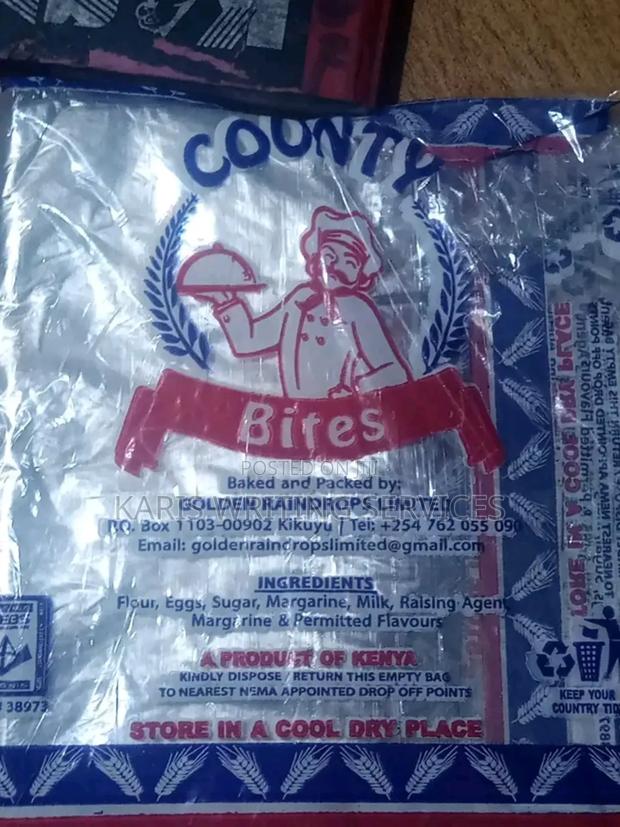 COUNTY
Bites
POSTED ON
Baked and Packed by:
GOLDEN RAINDROPS LIMITED
P.O. Box 1103-00902 Kikuyu | Tel: +254 762 055 090
Email: goldenraindropslimited@gmail.com
INGREDIENTS
Flour, Eggs, Sugar, Margarine, Milk, Raising Agent,
Margarine & Permitted Flavours
A PRODUCT OF KENYA
KINDLY DISPOSE / RETURN THIS EMPTY BAG
TO NEAREST NEMA APPOINTED DROP OFF POINTS
STORE IN A COOL DRY PLACE
38973
KEEP YOUR
COUNTRY